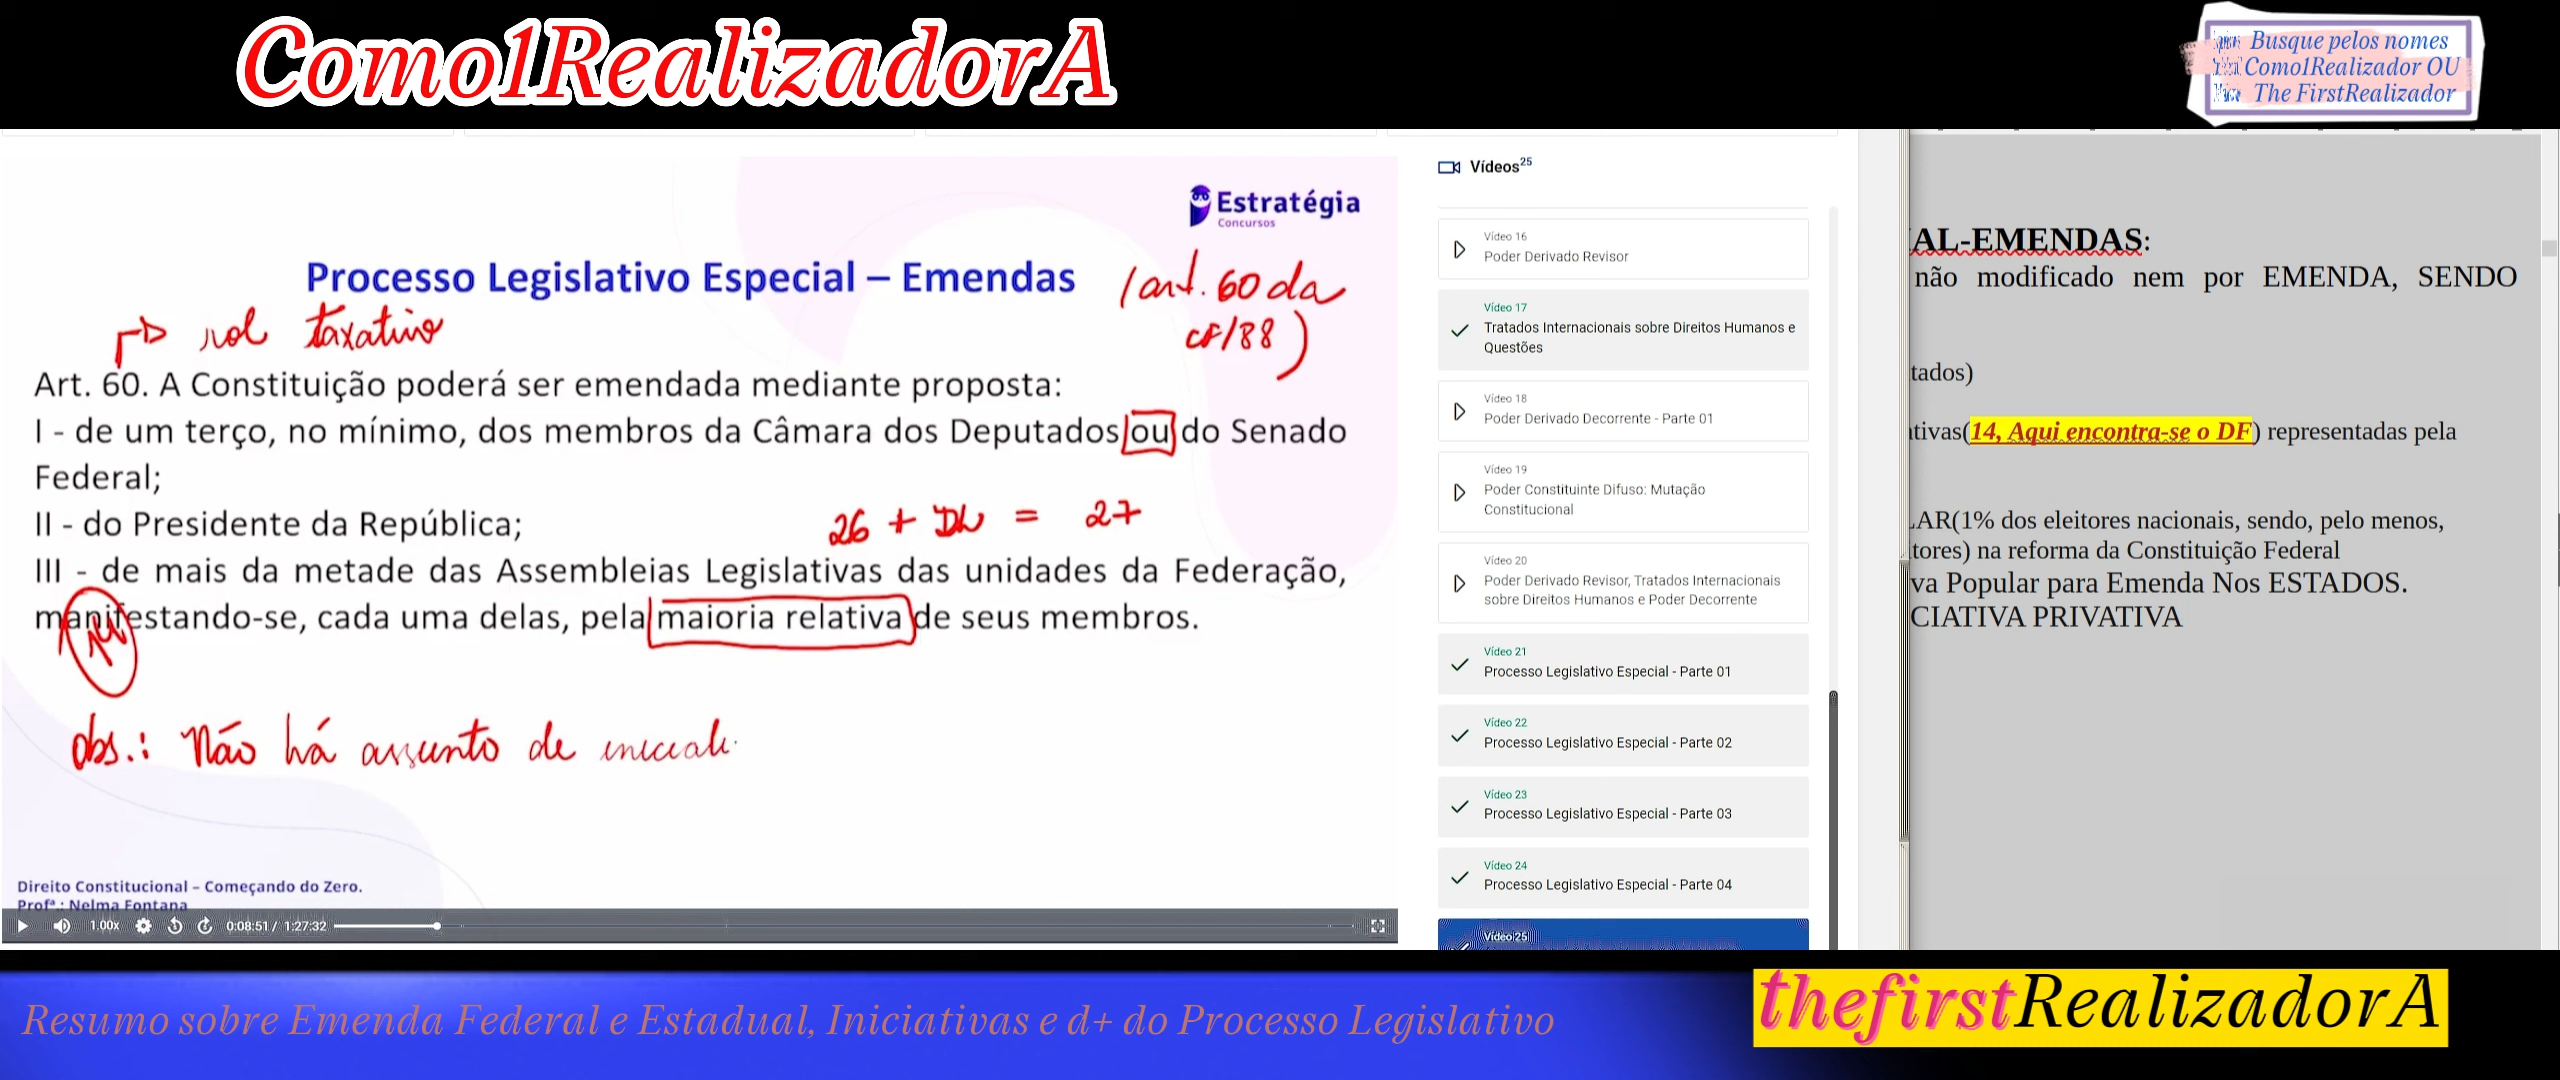 Como1RealizadorA
Busque pelos nomes
Como1Realizador OU
The FirstRealizador
Estratégia
Concursos
Processo Legislativo Especial – Emendas
(art. 60 da
CF/88)
rol taxativo
Art. 60. A Constituição poderá ser emendada mediante proposta:
I - de um terço, no mínimo, dos membros da Câmara dos Deputados ou do Senado
Federal;
II - do Presidente da República;
26 + DL = 27
III - de mais da metade das Assembleias Legislativas das unidades da Federação,
manifestando-se, cada uma delas, pela maioria relativa de seus membros.
14
obs.: Não há assunto de
Direito Constitucional – Começando do Zero.
Profª.: Nelma Fontana
1.00x
0:08:51 / 1:27:32
Vídeos25
Vídeo 16
Poder Derivado Revisor
Vídeo 17
Tratados Internacionais sobre Direitos Humanos e
Questões
Vídeo 18
Poder Derivado Decorrente - Parte 01
Vídeo 19
Poder Constituinte Difuso: Mutação
Constitucional
Vídeo 20
Poder Derivado Revisor, Tratados Internacionais
sobre Direitos Humanos e Poder Decorrente
Vídeo 21
Processo Legislativo Especial - Parte 01
Vídeo 22
Processo Legislativo Especial - Parte 02
Vídeo 23
Processo Legislativo Especial - Parte 03
Vídeo 24
Processo Legislativo Especial - Parte 04
Vídeo 25
AL-EMENDAS:
não modificado nem por EMENDA, SENDO
tados)
tivas(14, Aqui encontra-se o DF) representadas pela
LAR(1% dos eleitores nacionais, sendo, pelo menos,
tores) na reforma da Constituição Federal
va Popular para Emenda Nos ESTADOS.
CIATIVA PRIVATIVA
Resumo sobre Emenda Federal e Estadual, Iniciativas e d+ do Processo Legislativo
thefirstRealizadorA